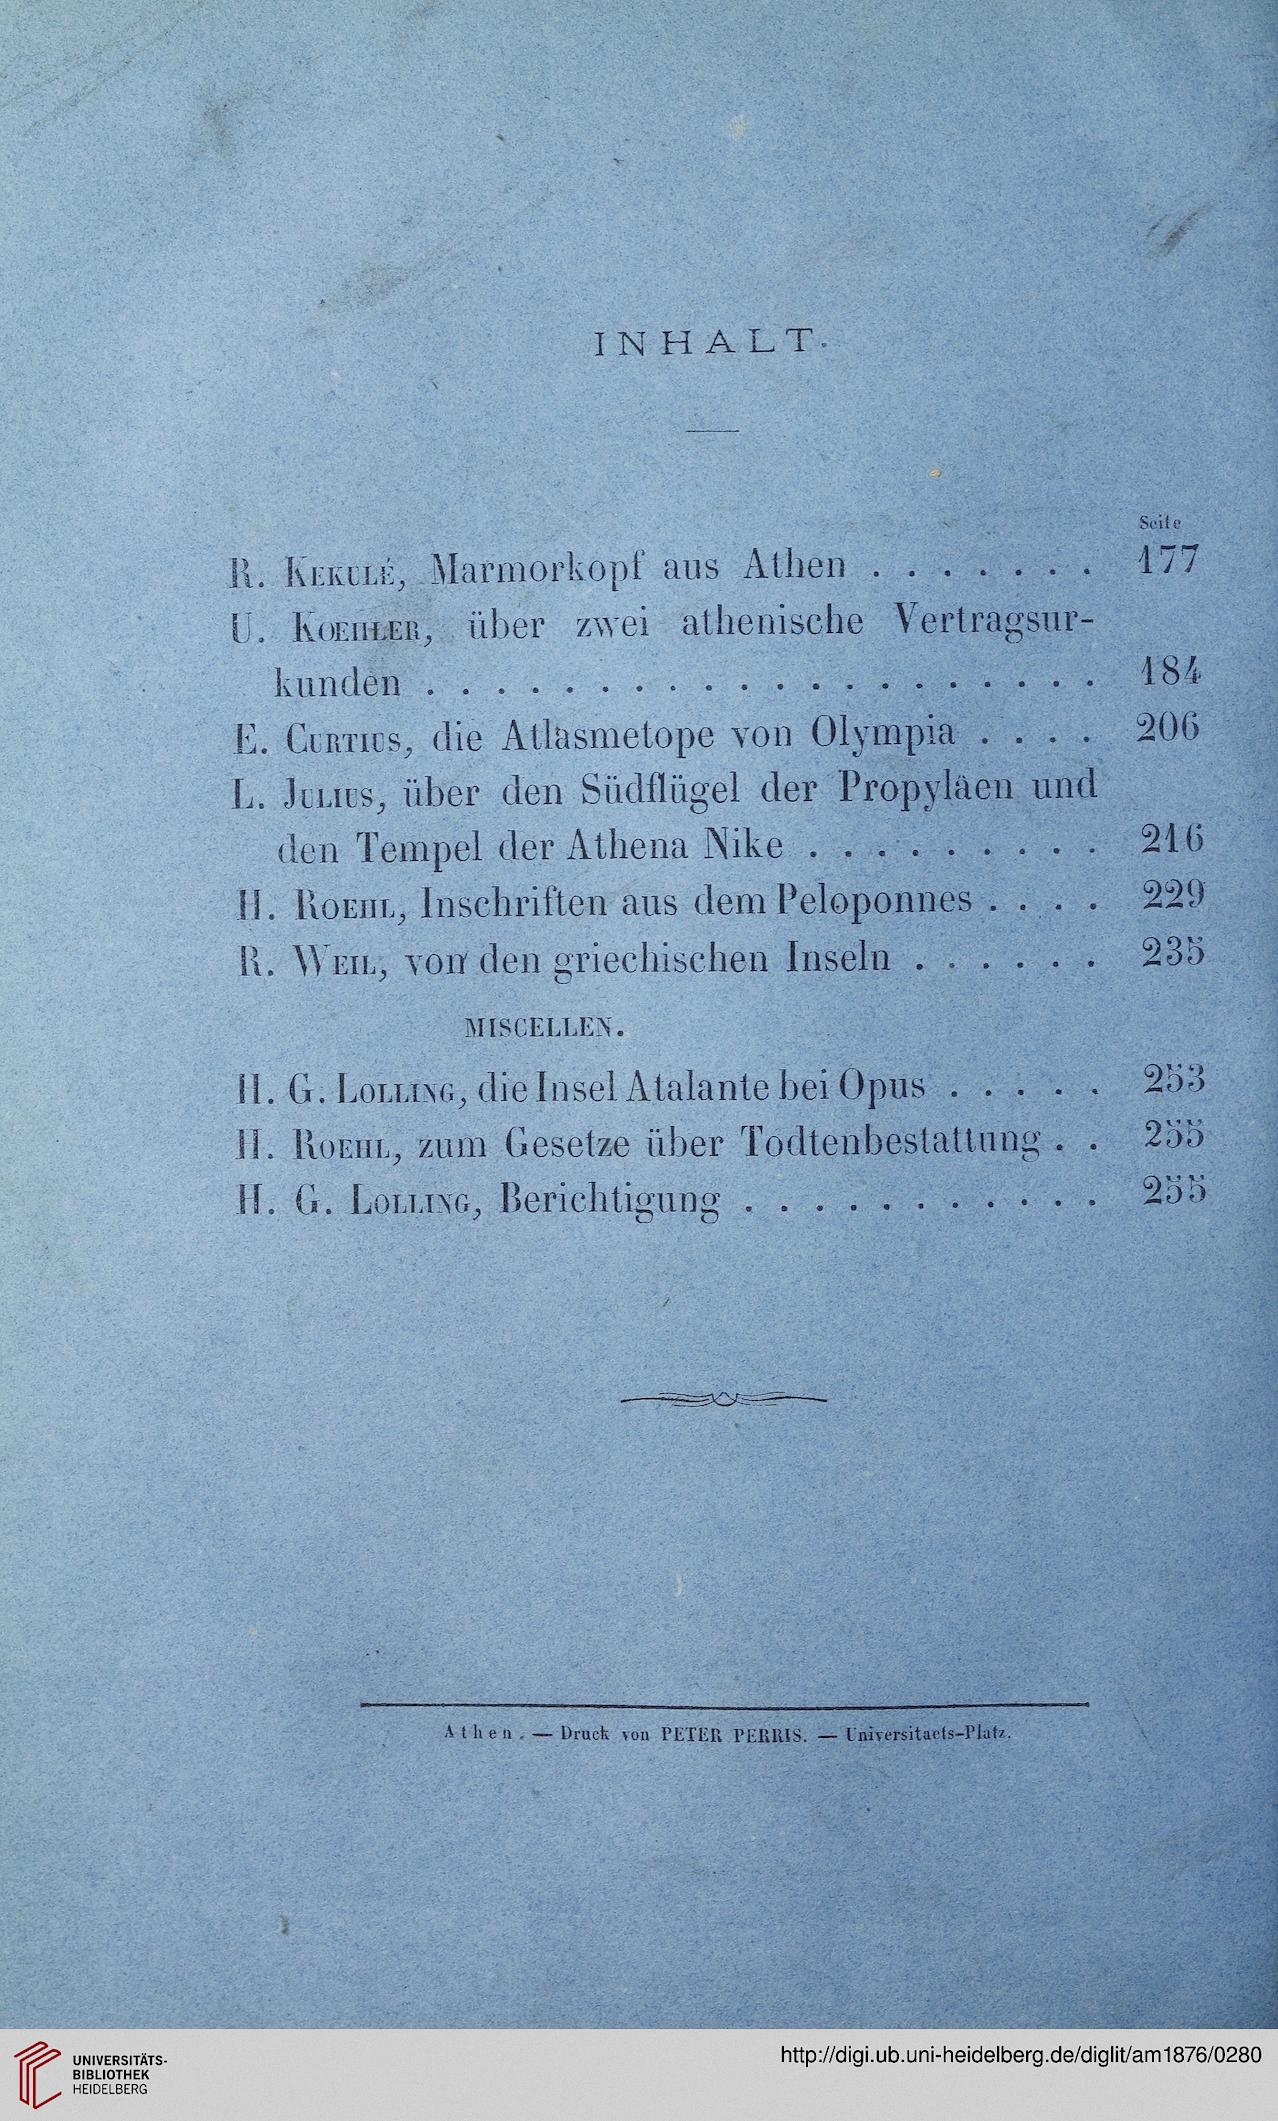 INHALT.
Seite
R. KEKULÉ, Marmorkopf aus Athen . . . . . . . 177
U. KOEHLER, über zwei athenische Vertragsur-
kunden . . . . . . . . . . . . . . . . . . . . 184
E. CURTIUS, die Atlasmetope von Olympia . . . . 206
L. JULIUS, über den Südflügel der Propyläen und
den Tempel der Athena Nike . . . . . . . . . 216
H. ROEHL, Inschriften aus dem Peloponnes . . . . 229
R. WEIL, von den griechischen Inseln . . . . . . 235
MISCELLEN.
H. G. LOLLING, die Insel Atalante bei Opus . . . . . 253
H. ROEHL, zum Gesetze über Todtenbestattung . . 255
H. G. LOLLING, Berichtigung . . . . . . . . . . . 255
Athen. — Druck von PETER PERRIS. — Universitaets-Platz.
UNIVERSITÄTS-
BIBLIOTHEK
HEIDELBERG
http://digi.ub.uni-heidelberg.de/diglit/am1876/0280